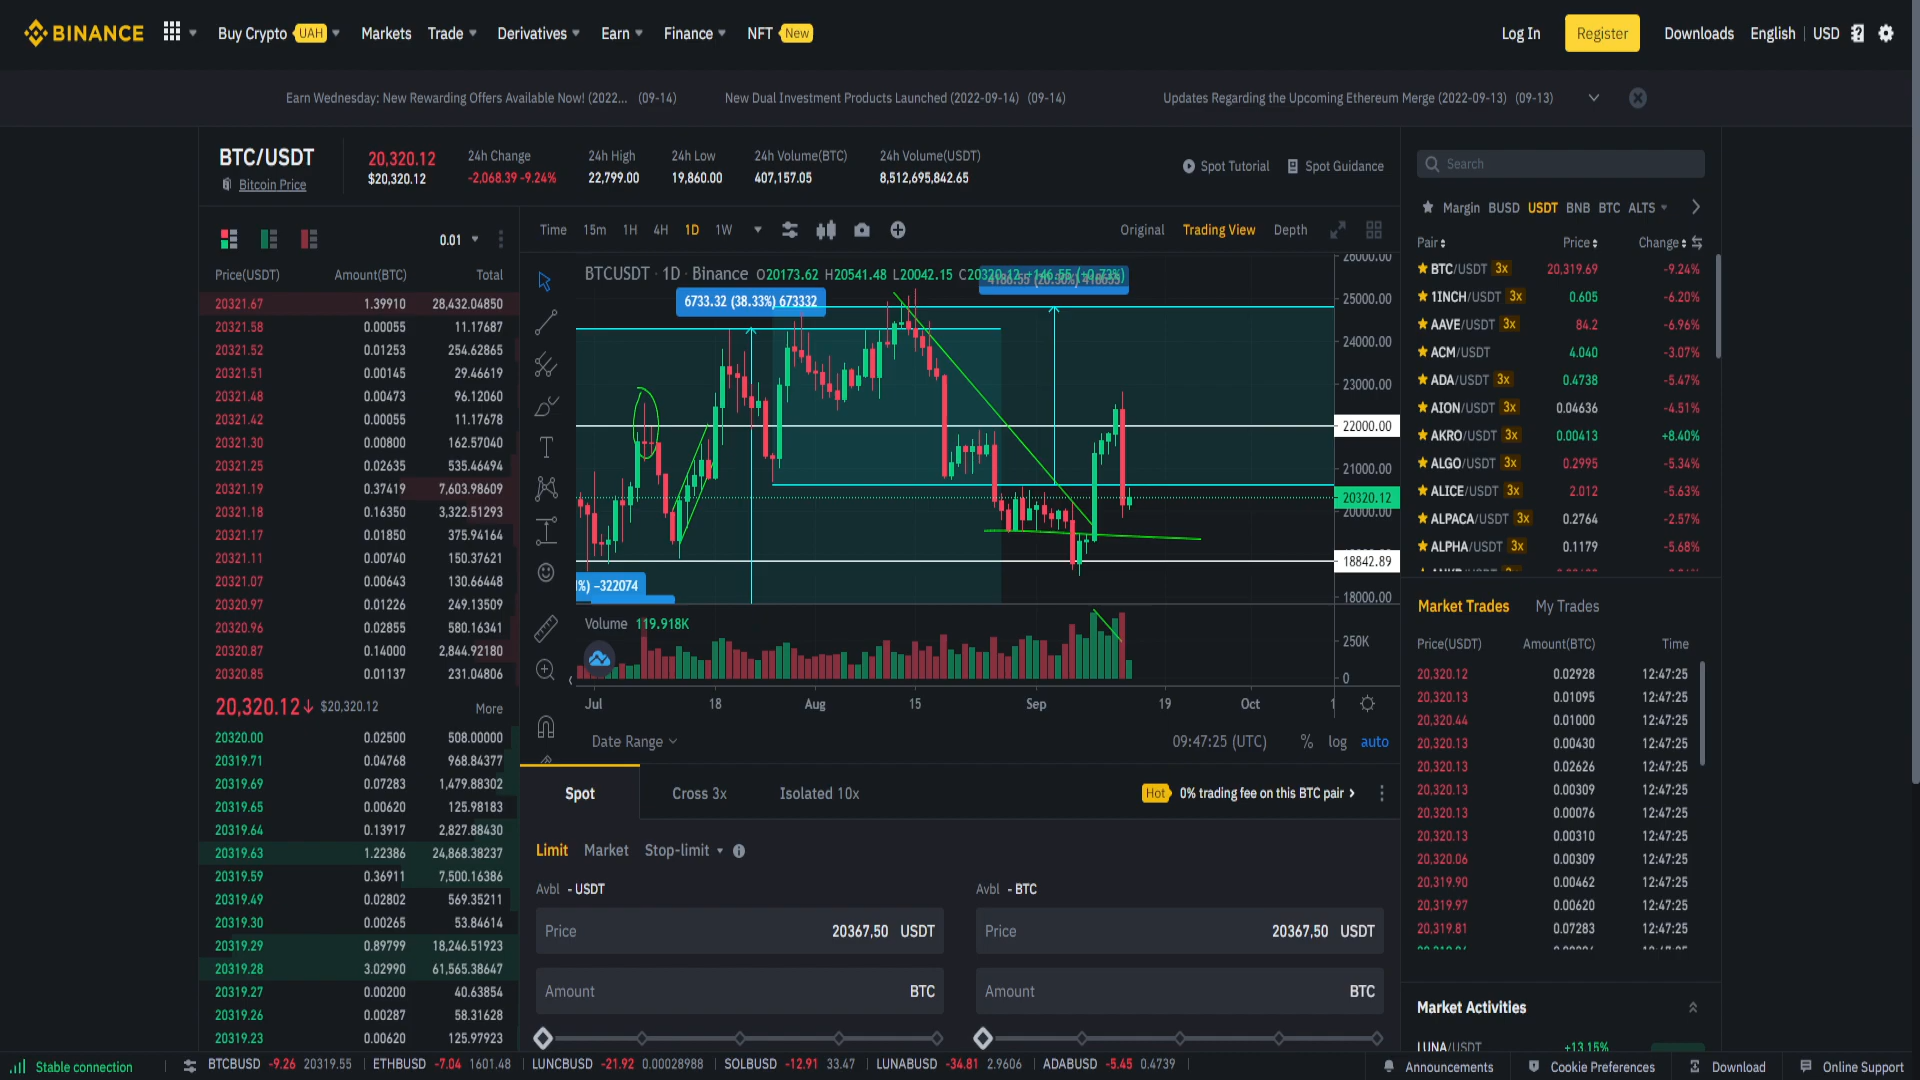 BINANCE Buy Crypto UAH Markets Trade Derivatives Earn Finance NFT New Log In Register Downloads English USD
Earn Wednesday: New Rewarding Offers Available Now! (2022... (09-14) New Dual Investment Products Launched (2022-09-14) (09-14) Updates Regarding the Upcoming Ethereum Merge (2022-09-13) (09-13)
BTC/USDT
Bitcoin Price
20,320.12
$20,320.12
24h Change
-2,068.39 -9.24%
24h High
22,799.00
24h Low
19,860.00
24h Volume(BTC)
407,157.05
24h Volume(USDT)
8,512,695,842.65
Spot Tutorial Spot Guidance
0.01
Price(USDT) Amount(BTC) Total
20321.67 1.39910 28,432.04850
20321.58 0.00055 11.17687
20321.52 0.01253 254.62865
20321.51 0.00145 29.46619
20321.48 0.00473 96.12060
20321.42 0.00055 11.17678
20321.30 0.00800 162.57040
20321.25 0.02635 535.46494
20321.19 0.37419 7,603.98609
20321.18 0.16350 3,322.51293
20321.17 0.01850 375.94164
20321.11 0.00740 150.37621
20321.07 0.00643 130.66448
20320.97 0.01226 249.13509
20320.96 0.02855 580.16341
20320.87 0.14000 2,844.92180
20320.85 0.01137 231.04806
20,320.12 $20,320.12 More
20320.00 0.02500 508.00000
20319.71 0.04768 968.84377
20319.69 0.07283 1,479.88302
20319.65 0.00620 125.98183
20319.64 0.13917 2,827.88430
20319.63 1.22386 24,868.38237
20319.59 0.36911 7,500.16386
20319.49 0.02802 569.35211
20319.30 0.00265 53.84614
20319.29 0.89799 18,246.51923
20319.28 3.02990 61,565.38647
20319.27 0.00200 40.63854
20319.26 0.00287 58.31628
20319.23 0.00620 125.97923
Time 15m 1H 4H 1D 1W Original Trading View Depth
BTCUSDT · 1D · Binance O20173.62 H20541.48 L20042.15 C20320.12 +146.55 (+0.73%)
6733.32 (38.33%) 673332
%) −322074
26000.00
25000.00
24000.00
23000.00
22000.00
21000.00
20320.12
20000.00
18842.89
18000.00
Volume 119.918K
250K
0
Jul 18 Aug 15 Sep 19 Oct 1
Date Range 09:47:25 (UTC) % log auto
Spot Cross 3x Isolated 10x Hot 0% trading fee on this BTC pair
Limit Market Stop-limit
Avbl - USDT Avbl - BTC
Price 20367,50 USDT Price 20367,50 USDT
Amount BTC Amount BTC
Search
Margin BUSD USDT BNB BTC ALTS
Pair Price Change
BTC/USDT 3x 20,319.69 -9.24%
1INCH/USDT 3x 0.605 -6.20%
AAVE/USDT 3x 84.2 -6.96%
ACM/USDT 4.040 -3.07%
ADA/USDT 3x 0.4738 -5.47%
AION/USDT 3x 0.04636 -4.51%
AKRO/USDT 3x 0.00413 +8.40%
ALGO/USDT 3x 0.2995 -5.34%
ALICE/USDT 3x 2.012 -5.63%
ALPACA/USDT 3x 0.2764 -2.57%
ALPHA/USDT 3x 0.1179 -5.68%
Market Trades My Trades
Price(USDT) Amount(BTC) Time
20,320.12 0.02928 12:47:25
20,320.13 0.01095 12:47:25
20,320.44 0.01000 12:47:25
20,320.13 0.00430 12:47:25
20,320.13 0.02626 12:47:25
20,320.13 0.00309 12:47:25
20,320.13 0.00076 12:47:25
20,320.13 0.00310 12:47:25
20,320.06 0.00309 12:47:25
20,319.90 0.00462 12:47:25
20,319.97 0.00620 12:47:25
20,319.81 0.07283 12:47:25
Market Activities
LUNA/USDT +13.15%
Stable connection BTCBUSD -9.26 20319.55 ETHBUSD -7.04 1601.48 LUNCBUSD -21.92 0.00028988 SOLBUSD -12.91 33.47 LUNABUSD -34.81 2.9606 ADABUSD -5.45 0.4739 Announcements Cookie Preferences Download Online Support